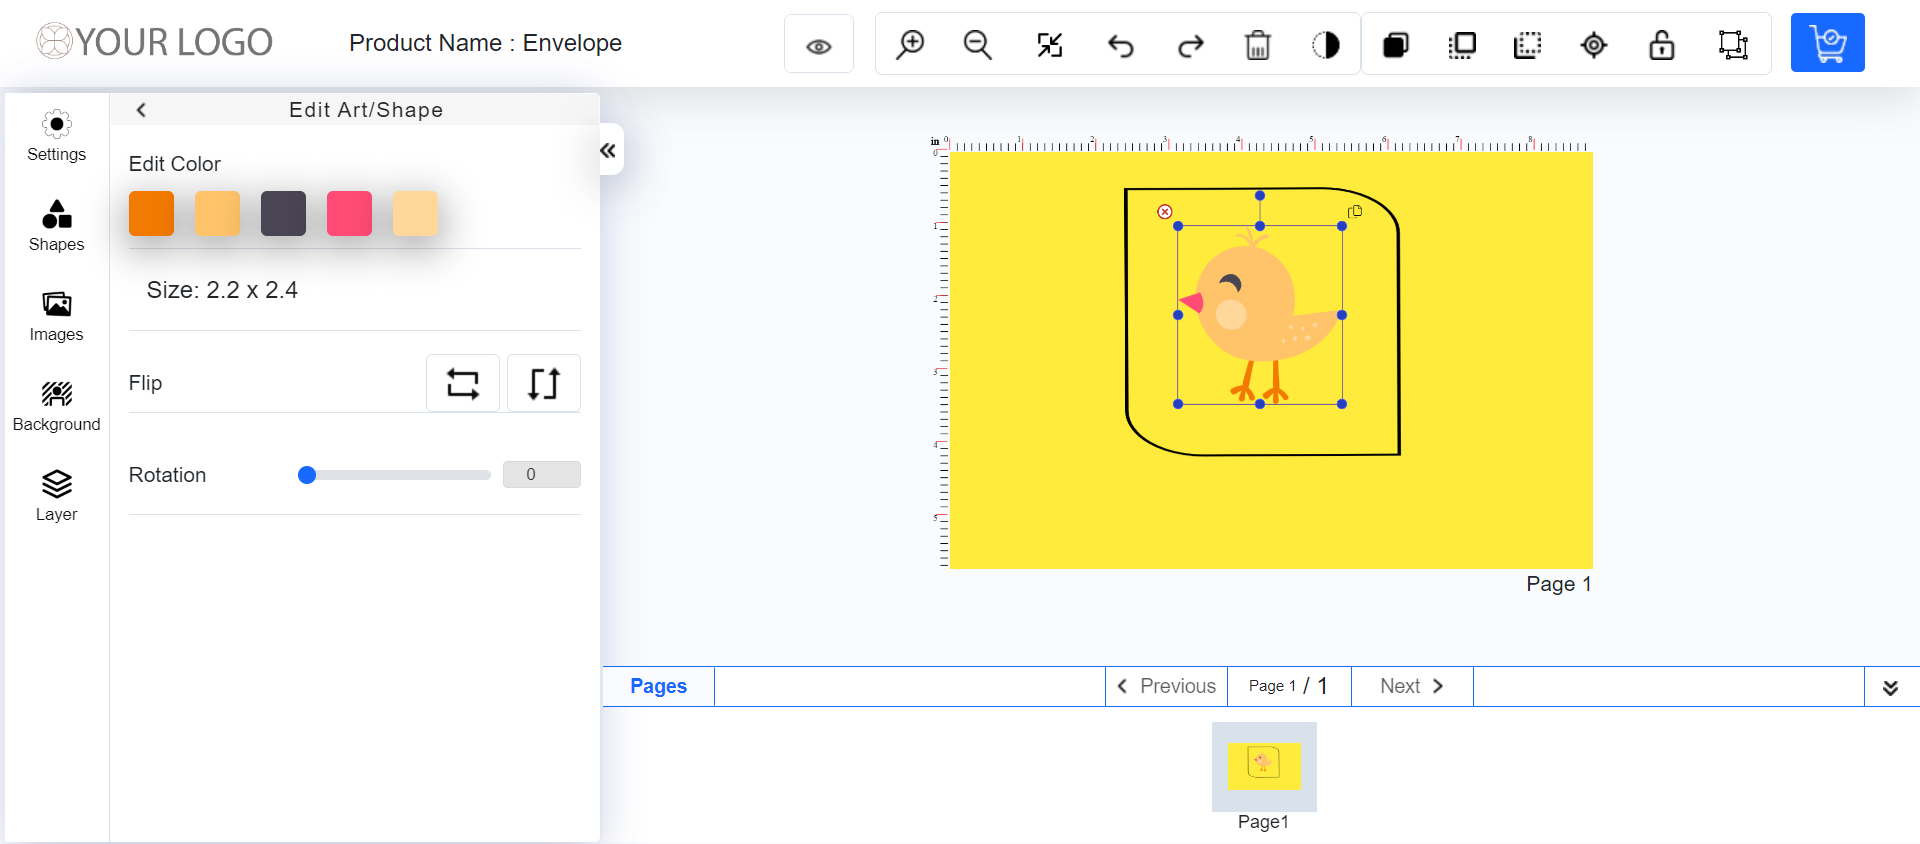 YOUR LOGO
Product Name : Envelope
Settings
Shapes
Images
Background
Layer
Edit Art/Shape
Edit Color
Size: 2.2 x 2.4
Flip
Rotation
0
in 0 1 2 3 4 5 6 7 8
0
1
2
3
4
5
Page 1
Pages
Previous
Page 1 / 1
Next
Page1